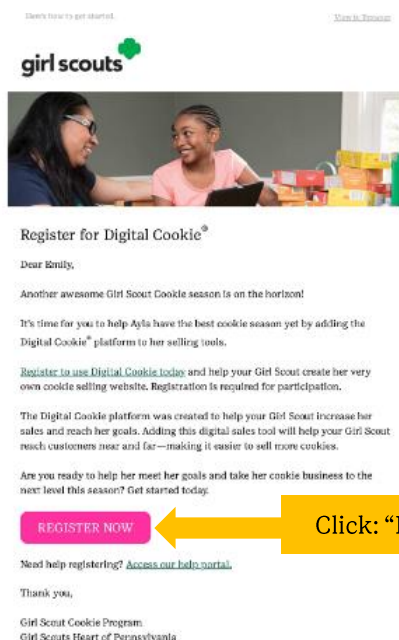 Here's how to get started.
View in Browser
girl scouts
Register for Digital Cookie®
Dear Emily,
Another awesome Girl Scout Cookie season is on the horizon!
It's time for you to help Ayla have the best cookie season yet by adding the
Digital Cookie® platform to her selling tools.
Register to use Digital Cookie today and help your Girl Scout create her very
own cookie selling website. Registration is required for participation.
The Digital Cookie platform was created to help your Girl Scout increase her
sales and reach her goals. Adding this digital sales tool will help your Girl Scout
reach customers near and far—making it easier to sell more cookies.
Are you ready to help her meet her goals and take her cookie business to the
next level this season? Get started today.
REGISTER NOW
Click: "
Need help registering? Access our help portal.
Thank you,
Girl Scout Cookie Program
Girl Scouts Heart of Pennsylvania